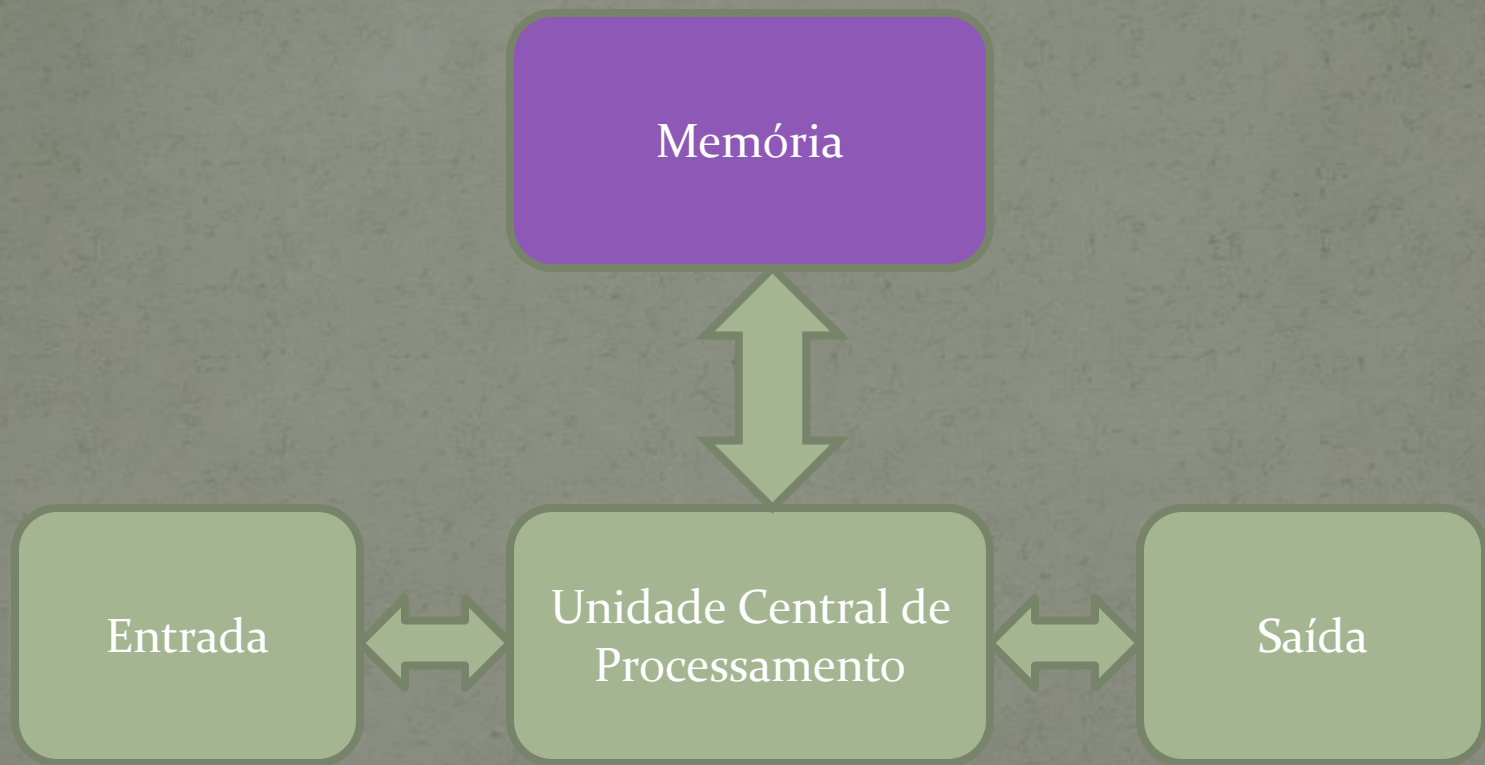 Memória
Entrada
Unidade Central de
Processamento
Saída